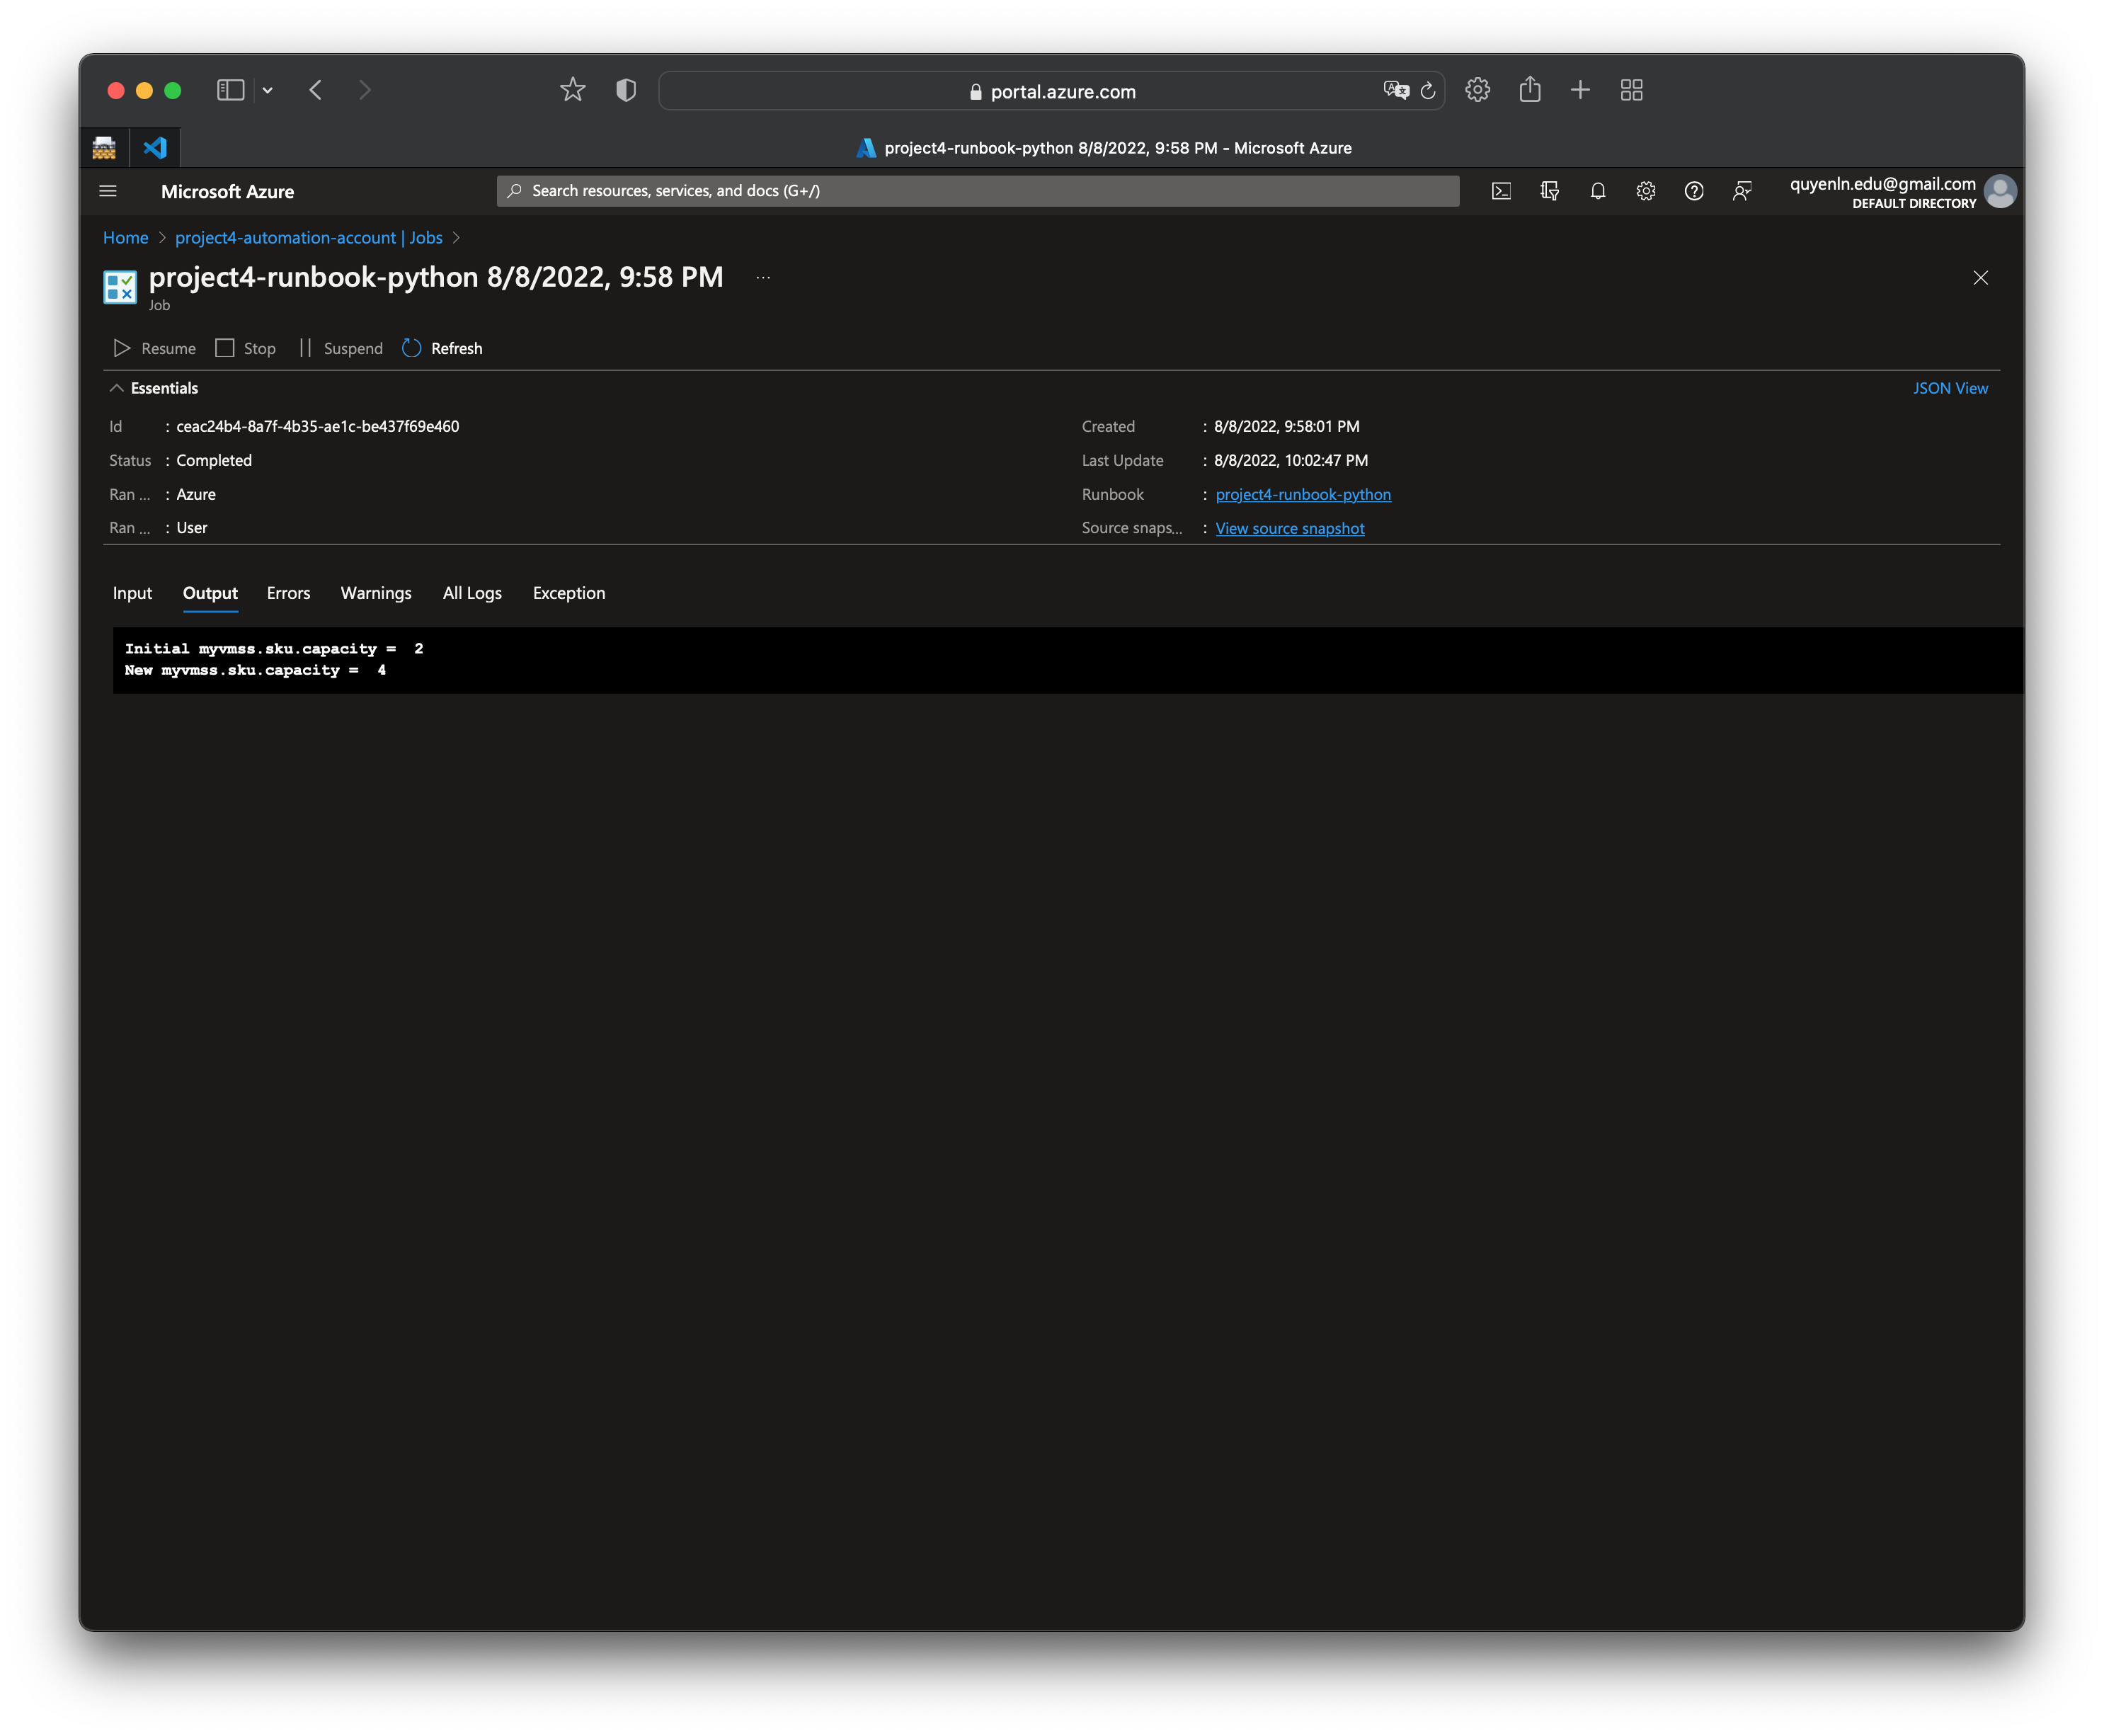 portal.azure.com
project4-runbook-python 8/8/2022, 9:58 PM - Microsoft Azure
Microsoft Azure
Search resources, services, and docs (G+/)
quyenln.edu@gmail.com
DEFAULT DIRECTORY
Home > project4-automation-account | Jobs >
project4-runbook-python 8/8/2022, 9:58 PM ...
Job
Resume Stop Suspend Refresh
Essentials JSON View
Id : ceac24b4-8a7f-4b35-ae1c-be437f69e460
Status : Completed
Ran ... : Azure
Ran ... : User
Created : 8/8/2022, 9:58:01 PM
Last Update : 8/8/2022, 10:02:47 PM
Runbook : project4-runbook-python
Source snaps... : View source snapshot
Input Output Errors Warnings All Logs Exception
Initial myvmss.sku.capacity = 2
New myvmss.sku.capacity = 4